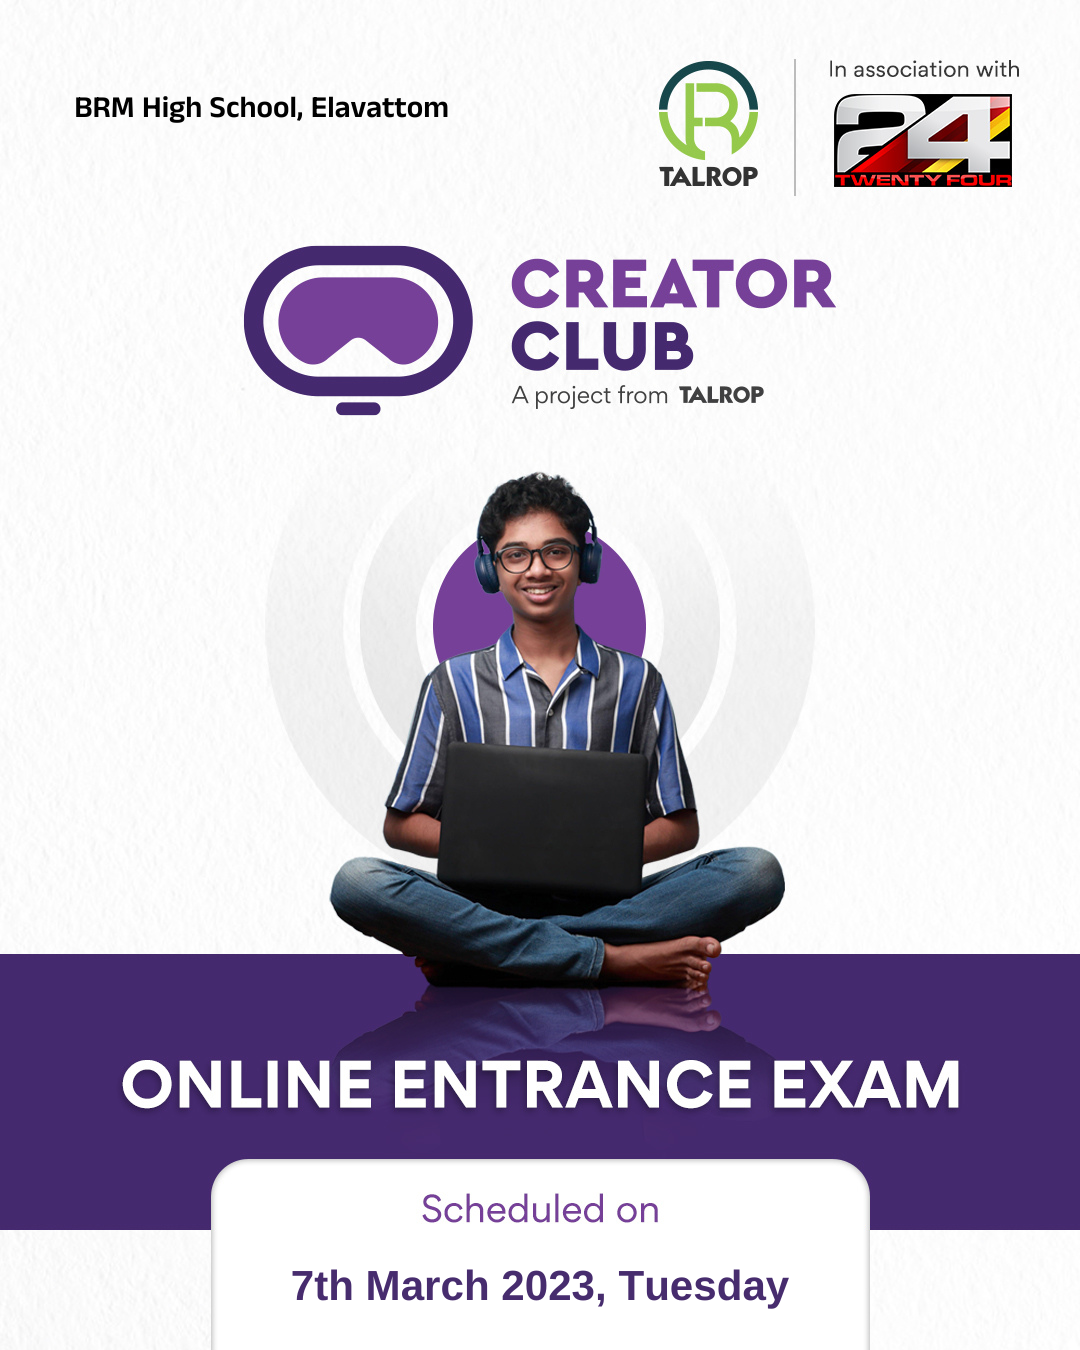 BRM High School, Elavattom
TALROP
In association with
24
TWENTY FOUR
CREATOR
CLUB
A project from TALROP
ONLINE ENTRANCE EXAM
Scheduled on
7th March 2023, Tuesday